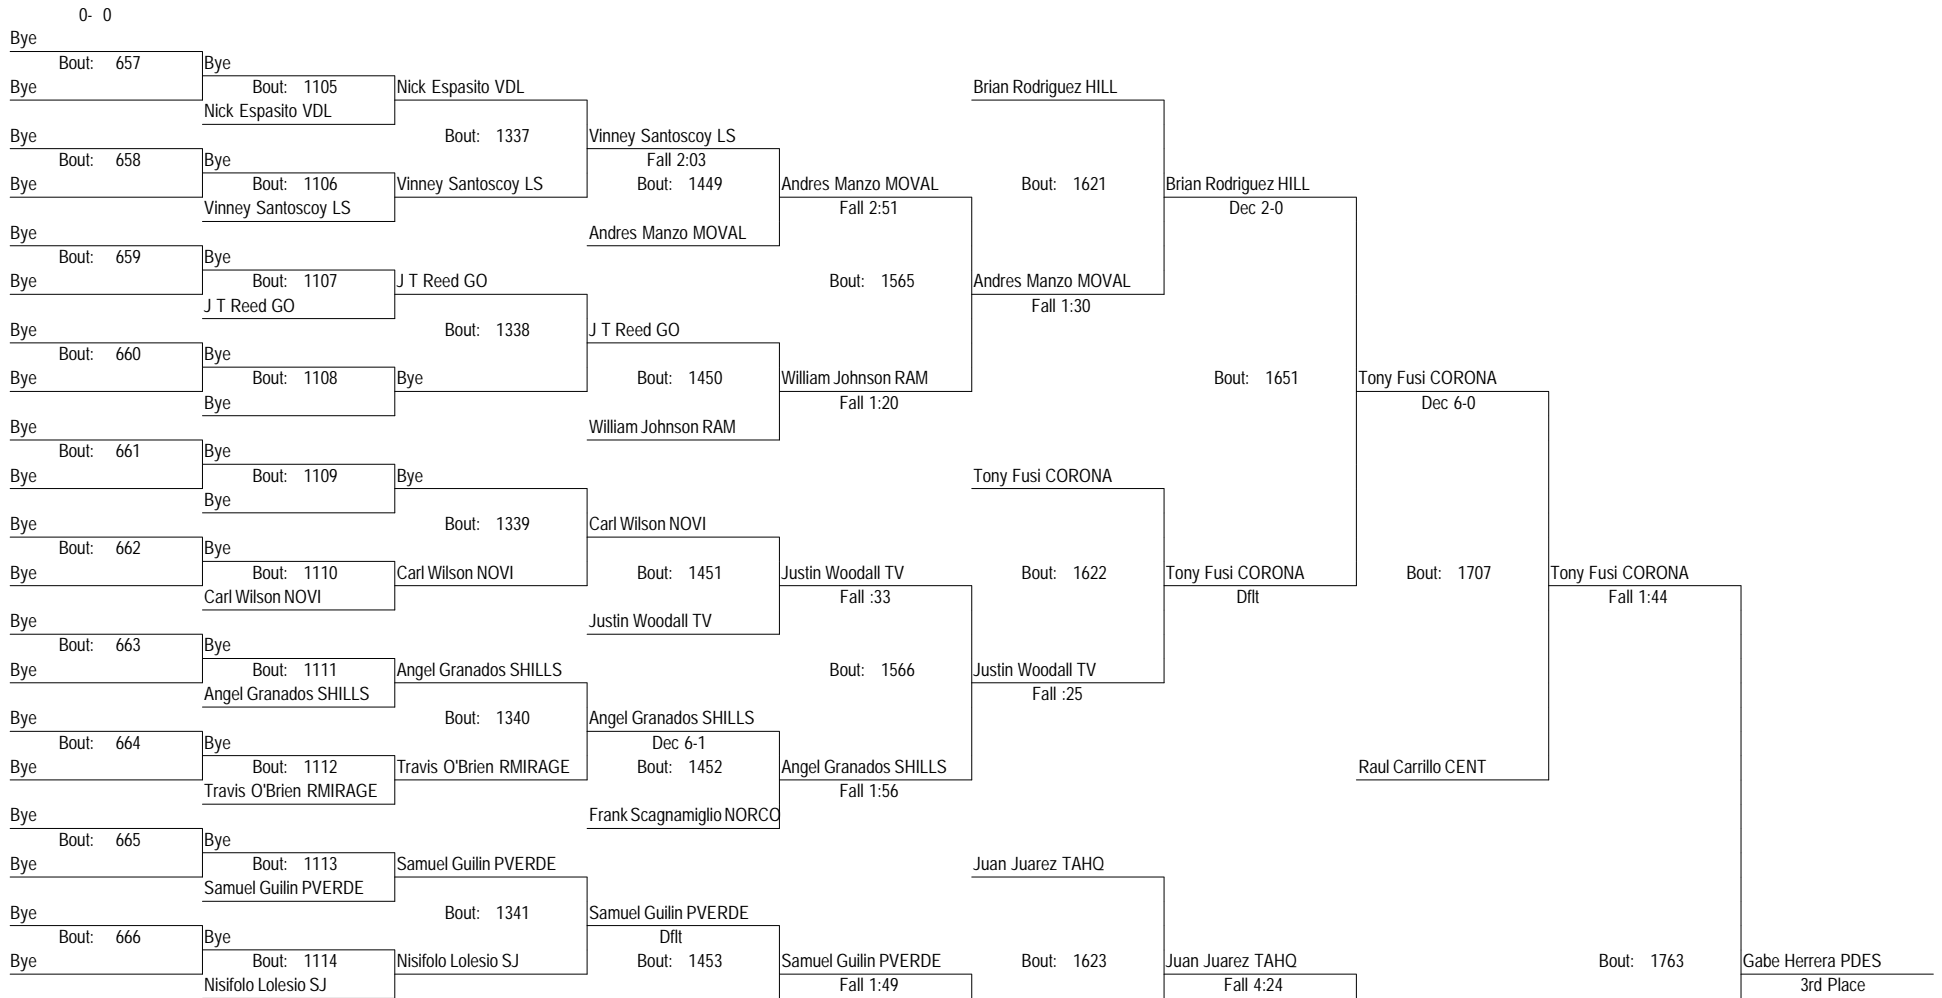 0- 0
Bye
Bout: 657 Bye
Bye Bout: 1105 Nick Espasito VDL Brian Rodriguez HILL
Nick Espasito VDL
Bye Bout: 1337 Vinney Santoscoy LS
Bout: 658 Bye Fall 2:03
Bye Bout: 1106 Vinney Santoscoy LS Bout: 1449 Andres Manzo MOVAL Bout: 1621 Brian Rodriguez HILL
Vinney Santoscoy LS Fall 2:51 Dec 2-0
Bye Andres Manzo MOVAL
Bout: 659 Bye
Bye Bout: 1107 J T Reed GO Bout: 1565 Andres Manzo MOVAL
J T Reed GO Fall 1:30
Bye Bout: 1338 J T Reed GO
Bout: 660 Bye
Bye Bout: 1108 Bye Bout: 1450 William Johnson RAM Bout: 1651 Tony Fusi CORONA
Bye Fall 1:20 Dec 6-0
Bye William Johnson RAM
Bout: 661 Bye
Bye Bout: 1109 Bye Tony Fusi CORONA
Bye
Bye Bout: 1339 Carl Wilson NOVI
Bout: 662 Bye
Bye Bout: 1110 Carl Wilson NOVI Bout: 1451 Justin Woodall TV Bout: 1622 Tony Fusi CORONA Bout: 1707 Tony Fusi CORONA
Carl Wilson NOVI Fall :33 Dflt Fall 1:44
Bye Justin Woodall TV
Bout: 663 Bye
Bye Bout: 1111 Angel Granados SHILLS Bout: 1566 Justin Woodall TV
Angel Granados SHILLS Fall :25
Bye Bout: 1340 Angel Granados SHILLS
Bout: 664 Bye Dec 6-1
Bye Bout: 1112 Travis O'Brien RMIRAGE Bout: 1452 Angel Granados SHILLS Raul Carrillo CENT
Travis O'Brien RMIRAGE Fall 1:56
Bye Frank Scagnamiglio NORCO
Bout: 665 Bye
Bye Bout: 1113 Samuel Guilin PVERDE Juan Juarez TAHQ
Samuel Guilin PVERDE
Bye Bout: 1341 Samuel Guilin PVERDE
Bout: 666 Bye Dflt
Bye Bout: 1114 Nisifolo Lolesio SJ Bout: 1453 Samuel Guilin PVERDE Bout: 1623 Juan Juarez TAHQ Bout: 1763 Gabe Herrera PDES
Nisifolo Lolesio SJ Fall 1:49 Fall 4:24 3rd Place